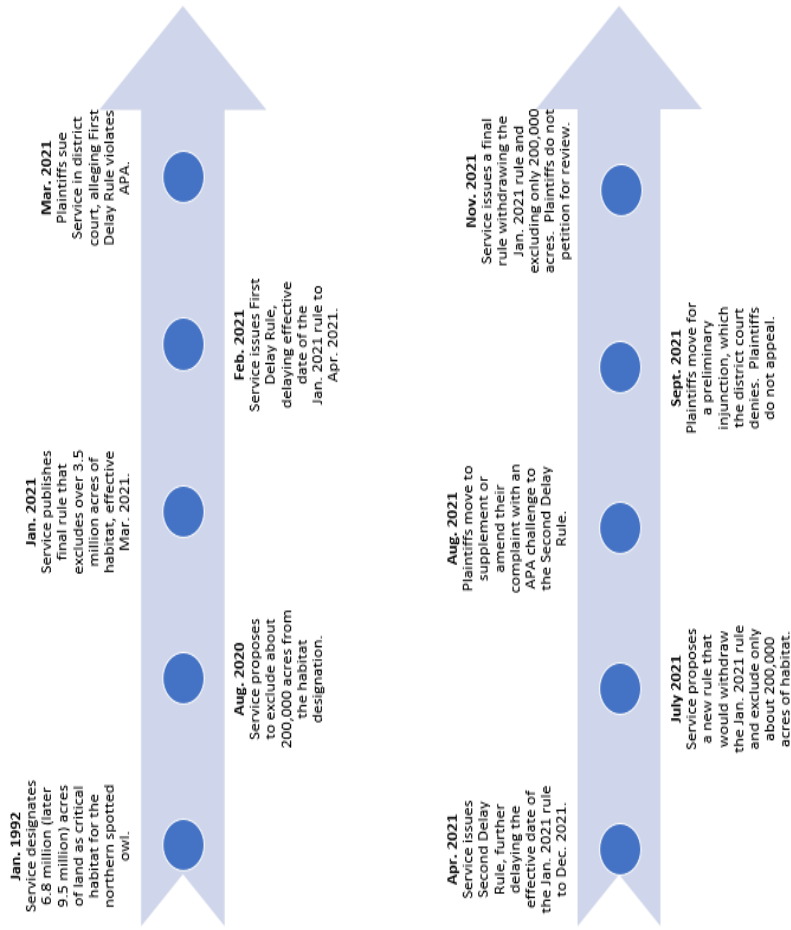 Jan. 1992
Service designates
6.8 million (later
9.5 million) acres
of land as critical
habitat for the
northern spotted
owl.
Aug. 2020
Service proposes
to exclude about
200,000 acres from
the habitat
designation.
Jan. 2021
Service publishes
final rule that
excludes over 3.5
million acres of
habitat, effective
Mar. 2021.
Feb. 2021
Service issues First
Delay Rule,
delaying effective
date of the
Jan. 2021 rule to
Apr. 2021.
Mar. 2021
Plaintiffs sue
Service in district
court, alleging First
Delay Rule violates
APA.
Apr. 2021
Service issues
Second Delay
Rule, further
delaying the
effective date of
the Jan. 2021 rule
to Dec. 2021.
July 2021
Service proposes
a new rule that
would withdraw
the Jan. 2021 rule
and exclude only
about 200,000
acres of habitat.
Aug. 2021
Plaintiffs move to
supplement or
amend their
complaint with an
APA challenge to
the Second Delay
Rule.
Sept. 2021
Plaintiffs move for
a preliminary
injunction, which
the district court
denies. Plaintiffs
do not appeal.
Nov. 2021
Service issues a final
rule withdrawing the
Jan. 2021 rule and
excluding only 200,000
acres. Plaintiffs do not
petition for review.